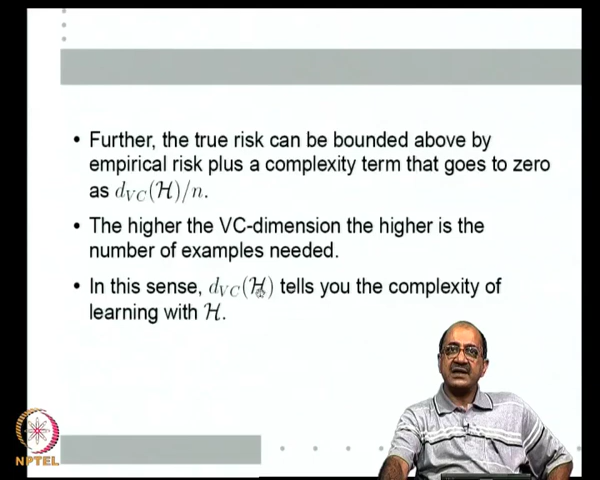 • Further, the true risk can be bounded above by
empirical risk plus a complexity term that goes to zero
as d_{VC}(\mathcal{H})/n.
• The higher the VC-dimension the higher is the
number of examples needed.
• In this sense, d_{VC}(\mathcal{H}) tells you the complexity of
learning with \mathcal{H}.
NPTEL